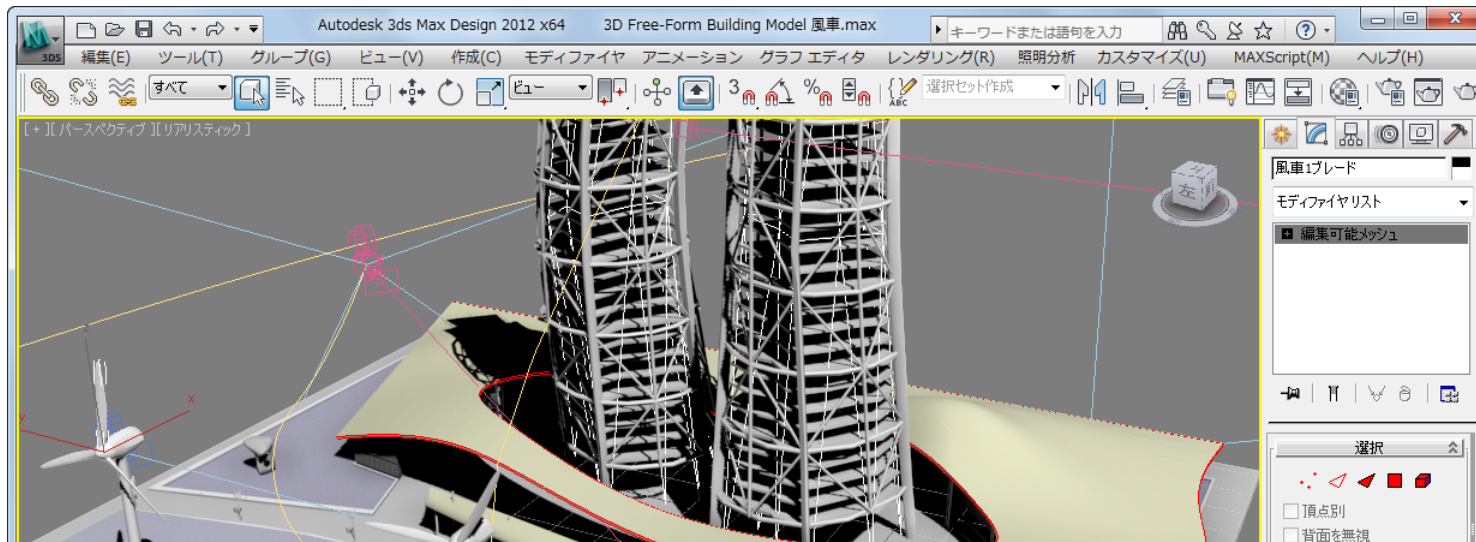 Autodesk 3ds Max Design 2012 x64 3D Free-Form Building Model 風車.max キーワードまたは語句を入力
3DS 編集(E) ツール(T) グループ(G) ビュー(V) 作成(C) モディファイヤ アニメーション グラフ エディタ レンダリング(R) 照明分析 カスタマイズ(U) MAXScript(M) ヘルプ(H)
すべて ビュー 3 % ABC 選択セット作成
[ + ][ パースペクティブ ][ リアリスティック ]
風車1ブレード
モディファイヤ リスト
編集可能メッシュ
左
x
y
選択
頂点別
背面を無視